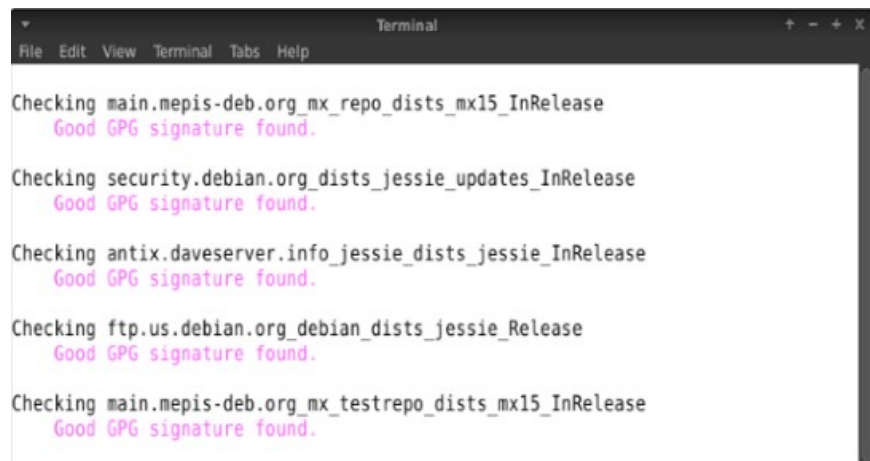 Terminal
File Edit View Terminal Tabs Help
Checking main.mepis-deb.org_mx_repo_dists_mx15_InRelease
Good GPG signature found.
Checking security.debian.org_dists_jessie_updates_InRelease
Good GPG signature found.
Checking antix.daveserver.info_jessie_dists_jessie_InRelease
Good GPG signature found.
Checking ftp.us.debian.org_debian_dists_jessie_Release
Good GPG signature found.
Checking main.mepis-deb.org_mx_testrepo_dists_mx15_InRelease
Good GPG signature found.